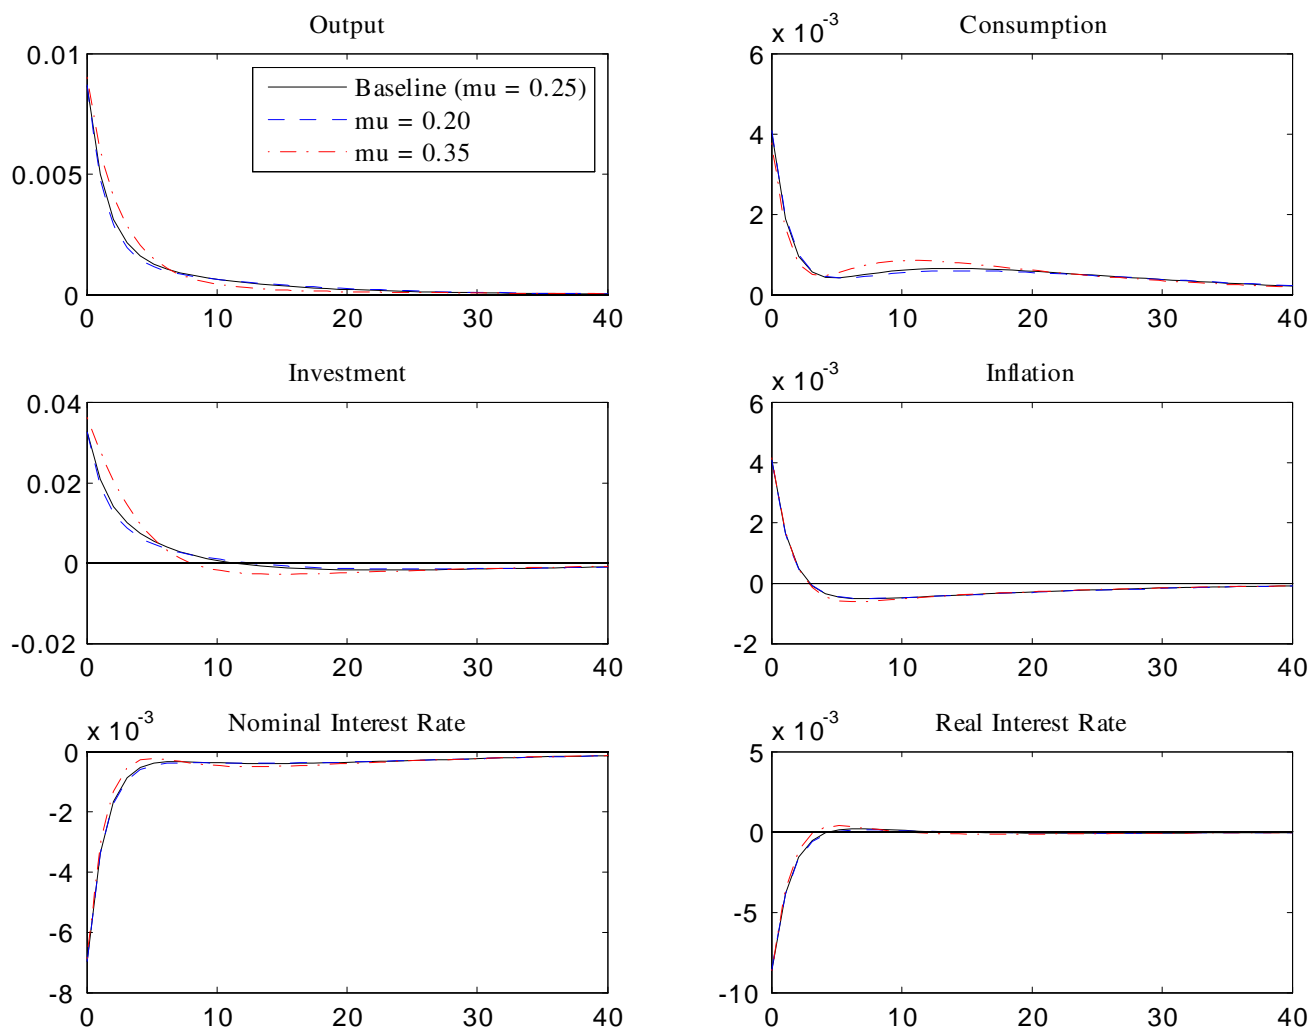 Output
0.01
0.005
0
0 10 20 30 40
Baseline (mu = 0.25)
mu = 0.20
mu = 0.35
Consumption
x 10^-3
6
4
2
0
0 10 20 30 40
Investment
0.04
0.02
0
-0.02
0 10 20 30 40
Inflation
x 10^-3
6
4
2
0
-2
0 10 20 30 40
Nominal Interest Rate
x 10^-3
0
-2
-4
-6
-8
0 10 20 30 40
Real Interest Rate
x 10^-3
5
0
-5
-10
0 10 20 30 40